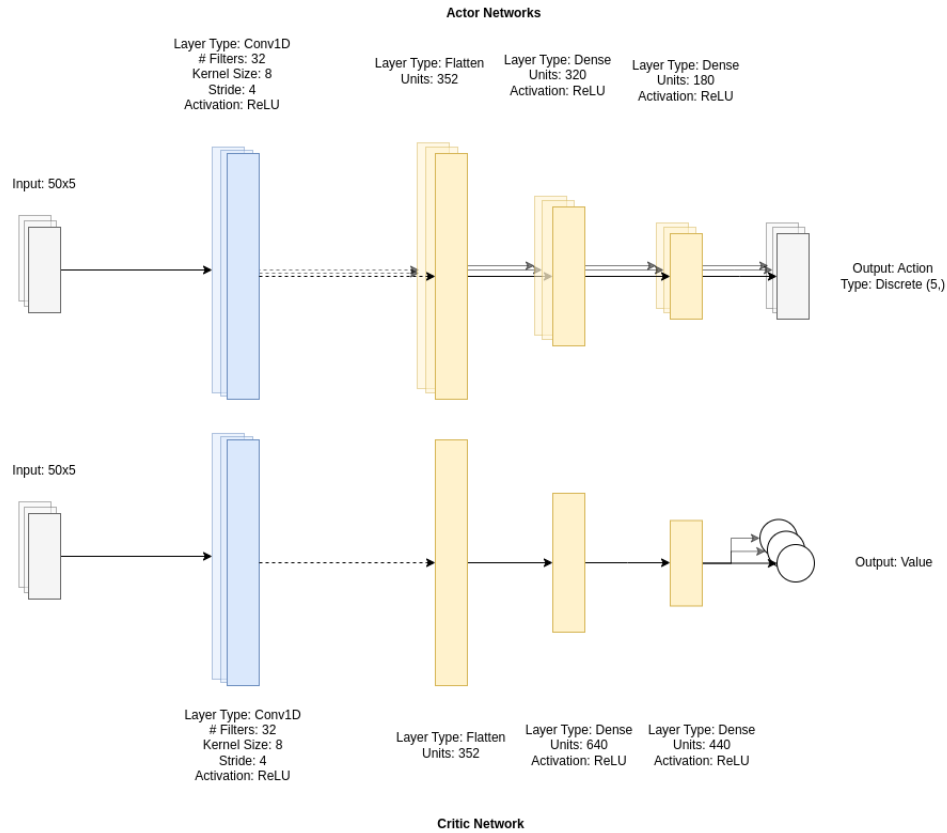 Actor Networks
Layer Type: Conv1D
# Filters: 32
Kernel Size: 8
Stride: 4
Activation: ReLU
Layer Type: Flatten
Units: 352
Layer Type: Dense
Units: 320
Activation: ReLU
Layer Type: Dense
Units: 180
Activation: ReLU
Input: 50x5
Output: Action
Type: Discrete (5,)
Input: 50x5
Output: Value
Layer Type: Conv1D
# Filters: 32
Kernel Size: 8
Stride: 4
Activation: ReLU
Layer Type: Flatten
Units: 352
Layer Type: Dense
Units: 640
Activation: ReLU
Layer Type: Dense
Units: 440
Activation: ReLU
Critic Network